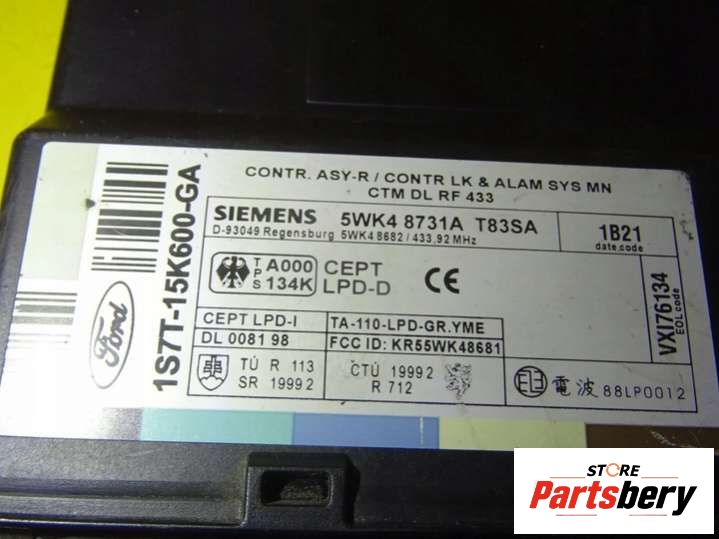 CONTR. ASY-R / CONTR LK & ALAM SYS MN
CTM DL RF 433
Ford
1S7T-15K600-GA
SIEMENS 5WK4 8731A T83SA
D-93049 Regensburg 5WK4 8682 / 433,92 MHz
1B21
date code
TPS A000 134K
CEPT
LPD-D
CE
VXI76134
EOL code
CEPT LPD-I
DL 0081 98
TA-110-LPD-GR.YME
FCC ID: KR55WK48681
TÚ R 113
SR 1999 2
ČTÚ 1999 2
R 712
電波 88LP0012
STORE
Partsbery